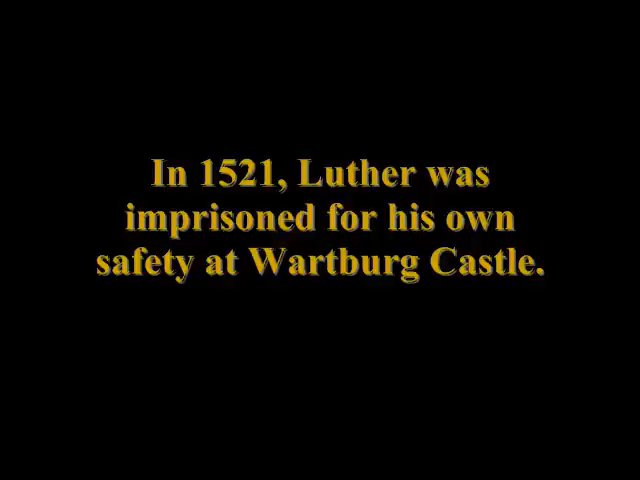 In 1521, Luther was
imprisoned for his own
safety at Wartburg Castle.